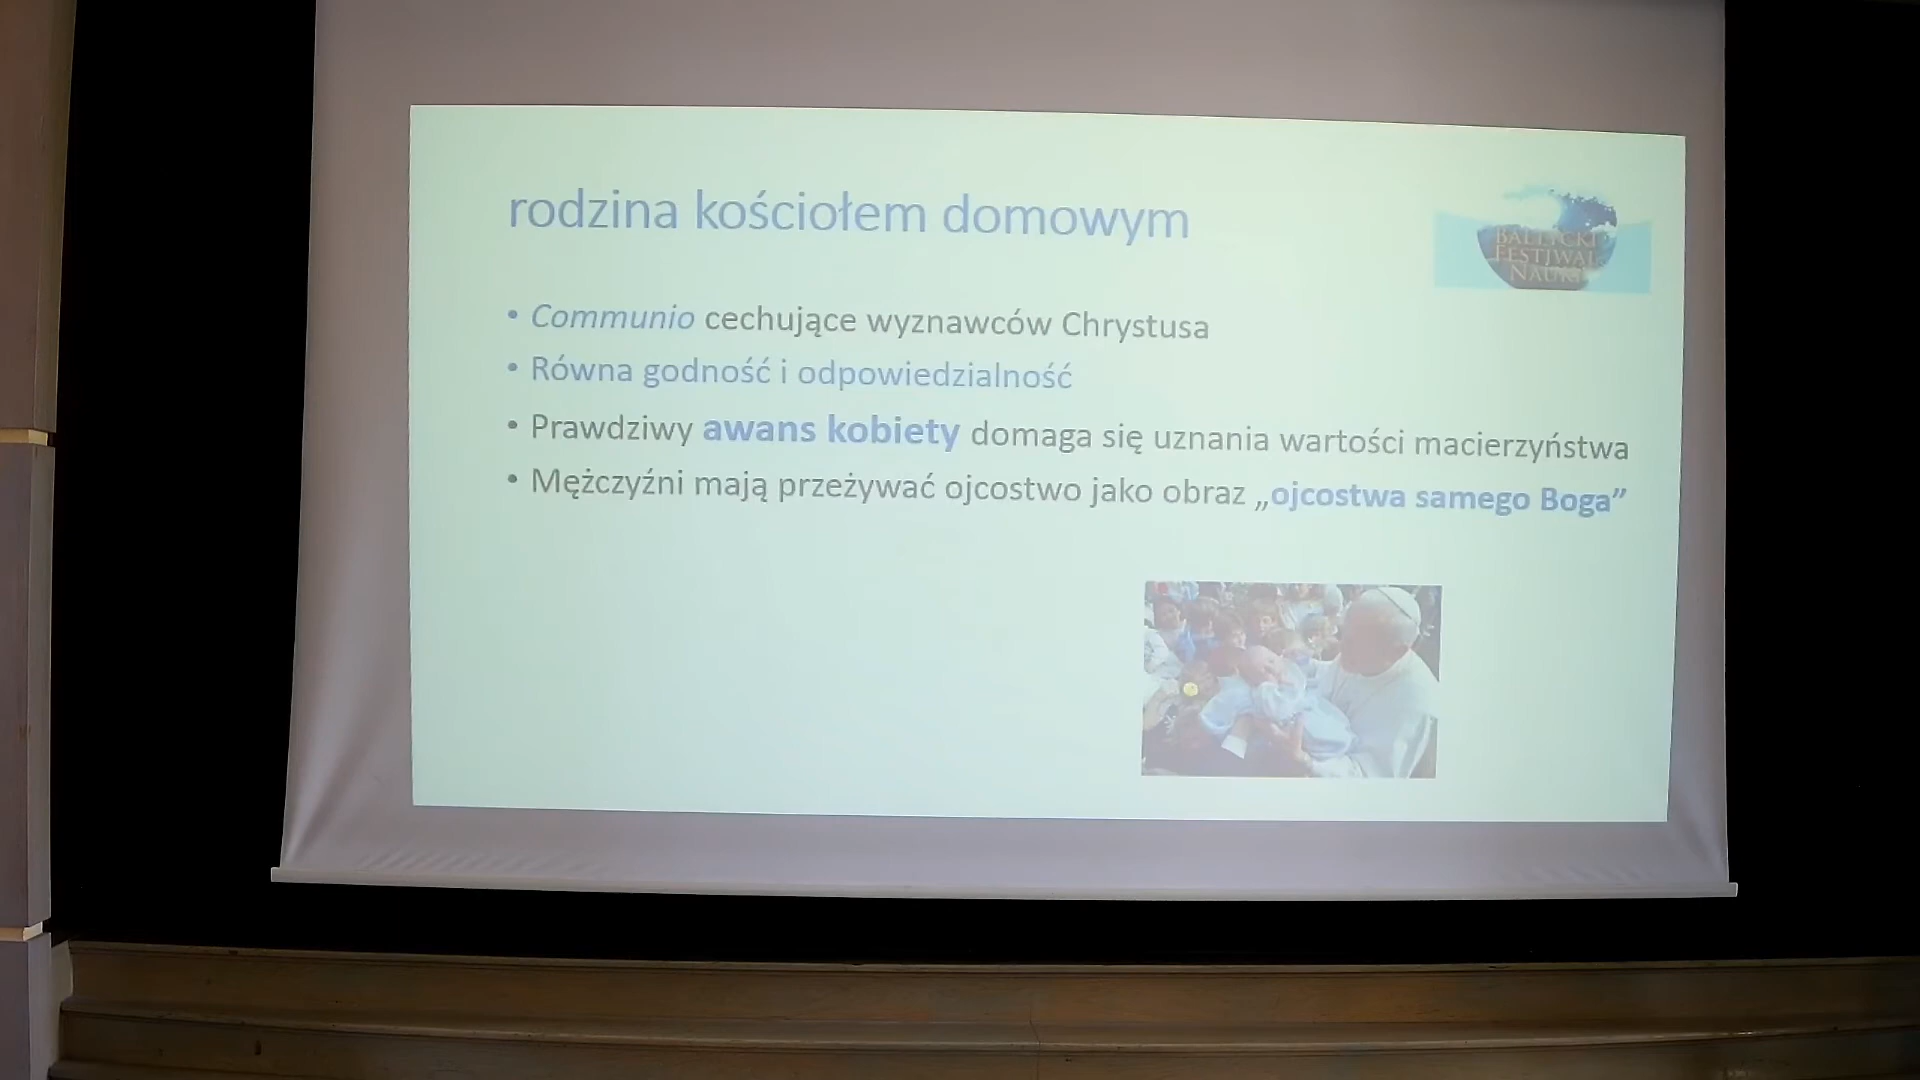 rodzina kościołem domowym
BAŁTYCKI
FESTIWAL
NAUKI
• Communio cechujące wyznawców Chrystusa
• Równa godność i odpowiedzialność
• Prawdziwy awans kobiety domaga się uznania wartości macierzyństwa
• Mężczyźni mają przeżywać ojcostwo jako obraz „ojcostwa samego Boga”